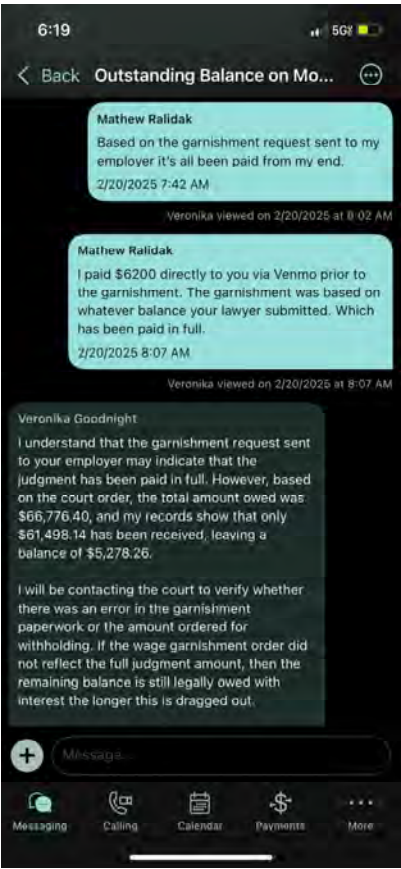 6:19
5G
Back Outstanding Balance on Mo...
Mathew Ralidak
Based on the garnishment request sent to my
employer it's all been paid from my end.
2/20/2025 7:42 AM
Veronika viewed on 2/20/2025 at 8:02 AM
Mathew Ralidak
I paid $6200 directly to you via Venmo prior to
the garnishment. The garnishment was based on
whatever balance your lawyer submitted. Which
has been paid in full.
2/20/2025 8:07 AM
Veronika viewed on 2/20/2025 at 8:07 AM
Veronika Goodnight
I understand that the garnishment request sent
to your employer may indicate that the
judgment has been paid in full. However, based
on the court order, the total amount owed was
$66,776.40, and my records show that only
$61,498.14 has been received, leaving a
balance of $5,278.26.
I will be contacting the court to verify whether
there was an error in the garnishment
paperwork or the amount ordered for
withholding. If the wage garnishment order did
not reflect the full judgment amount, then the
remaining balance is still legally owed with
interest the longer this is dragged out.
Message...
Messaging Calling Calendar Payments More